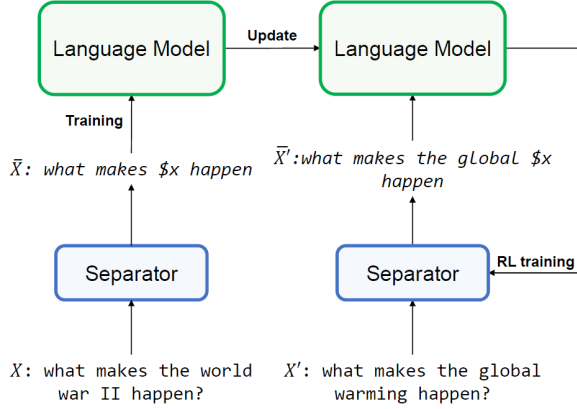 Language Model
Update
Language Model
Training
X̄: what makes $x happen
X̄′:what makes the global $x
happen
Separator
Separator
RL training
X: what makes the world
war II happen?
X′: what makes the global
warming happen?